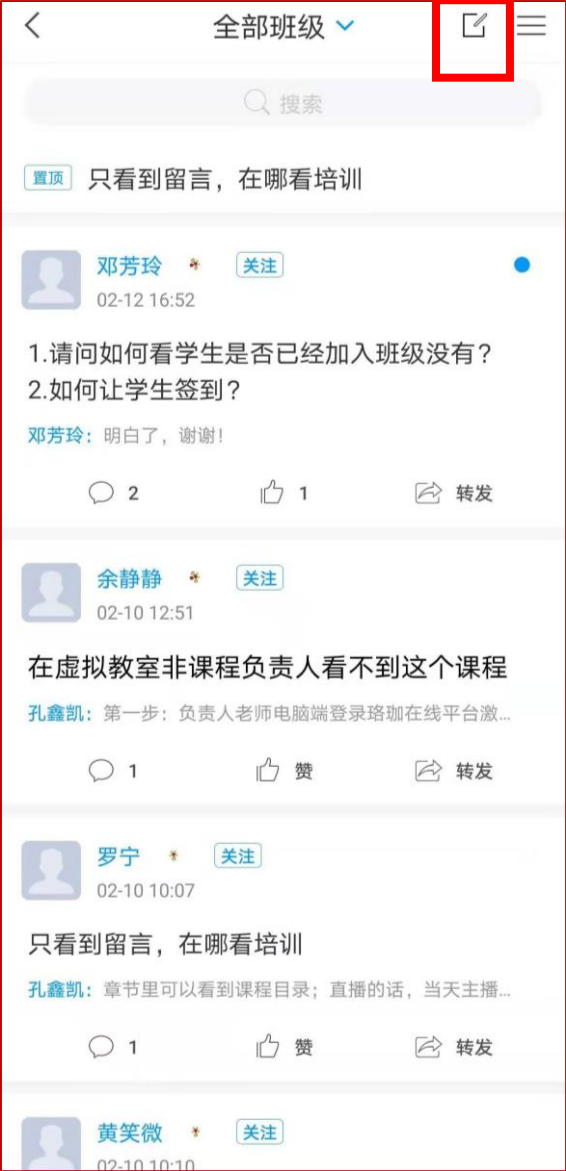 全部班级
搜索
置顶 只看到留言，在哪看培训
邓芳玲 关注
02-12 16:52
1.请问如何看学生是否已经加入班级没有？
2.如何让学生签到？
邓芳玲：明白了，谢谢！
2 1 转发
余静静 关注
02-10 12:51
在虚拟教室非课程负责人看不到这个课程
孔鑫凯：第一步：负责人老师电脑端登录珞珈在线平台激...
1 赞 转发
罗宁 关注
02-10 10:07
只看到留言，在哪看培训
孔鑫凯：章节里可以看到课程目录；直播的话，当天主播...
1 赞 转发
黄笑微 关注
02-10 10:10